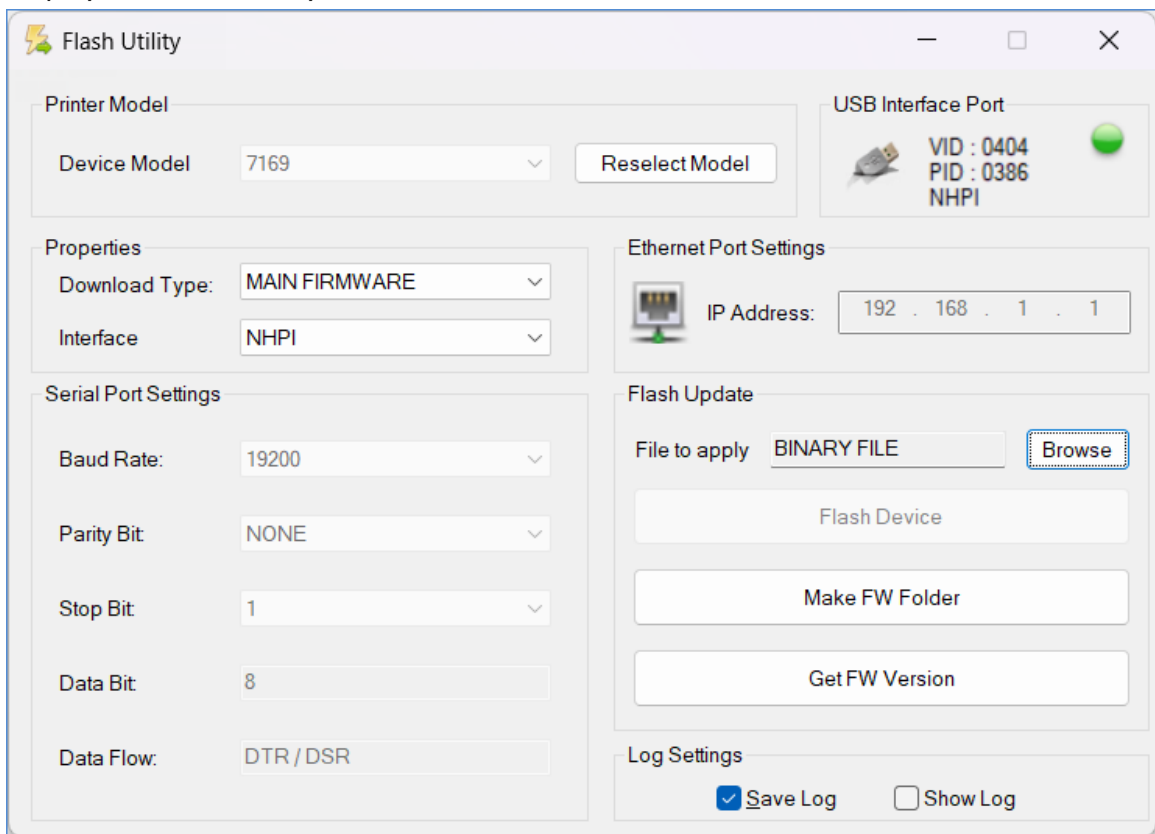 Flash Utility
Printer Model
Device Model 7169 Reselect Model
USB Interface Port
VID : 0404
PID : 0386
NHPI
Properties
Download Type: MAIN FIRMWARE
Interface NHPI
Ethernet Port Settings
IP Address: 192 . 168 . 1 . 1
Serial Port Settings
Baud Rate: 19200
Parity Bit: NONE
Stop Bit: 1
Data Bit: 8
Data Flow: DTR / DSR
Flash Update
File to apply BINARY FILE Browse
Flash Device
Make FW Folder
Get FW Version
Log Settings
Save Log Show Log